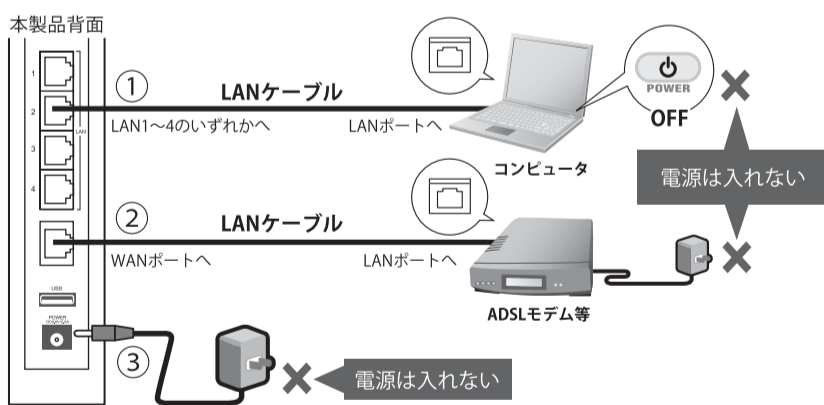 本製品背面
1
2
3
4
LAN
USB
POWER
①
LANケーブル
LAN1〜4のいずれかへ
LANポートへ
コンピュータ
POWER
OFF
電源は入れない
②
LANケーブル
WANポートへ
LANポートへ
ADSLモデム等
③
電源は入れない